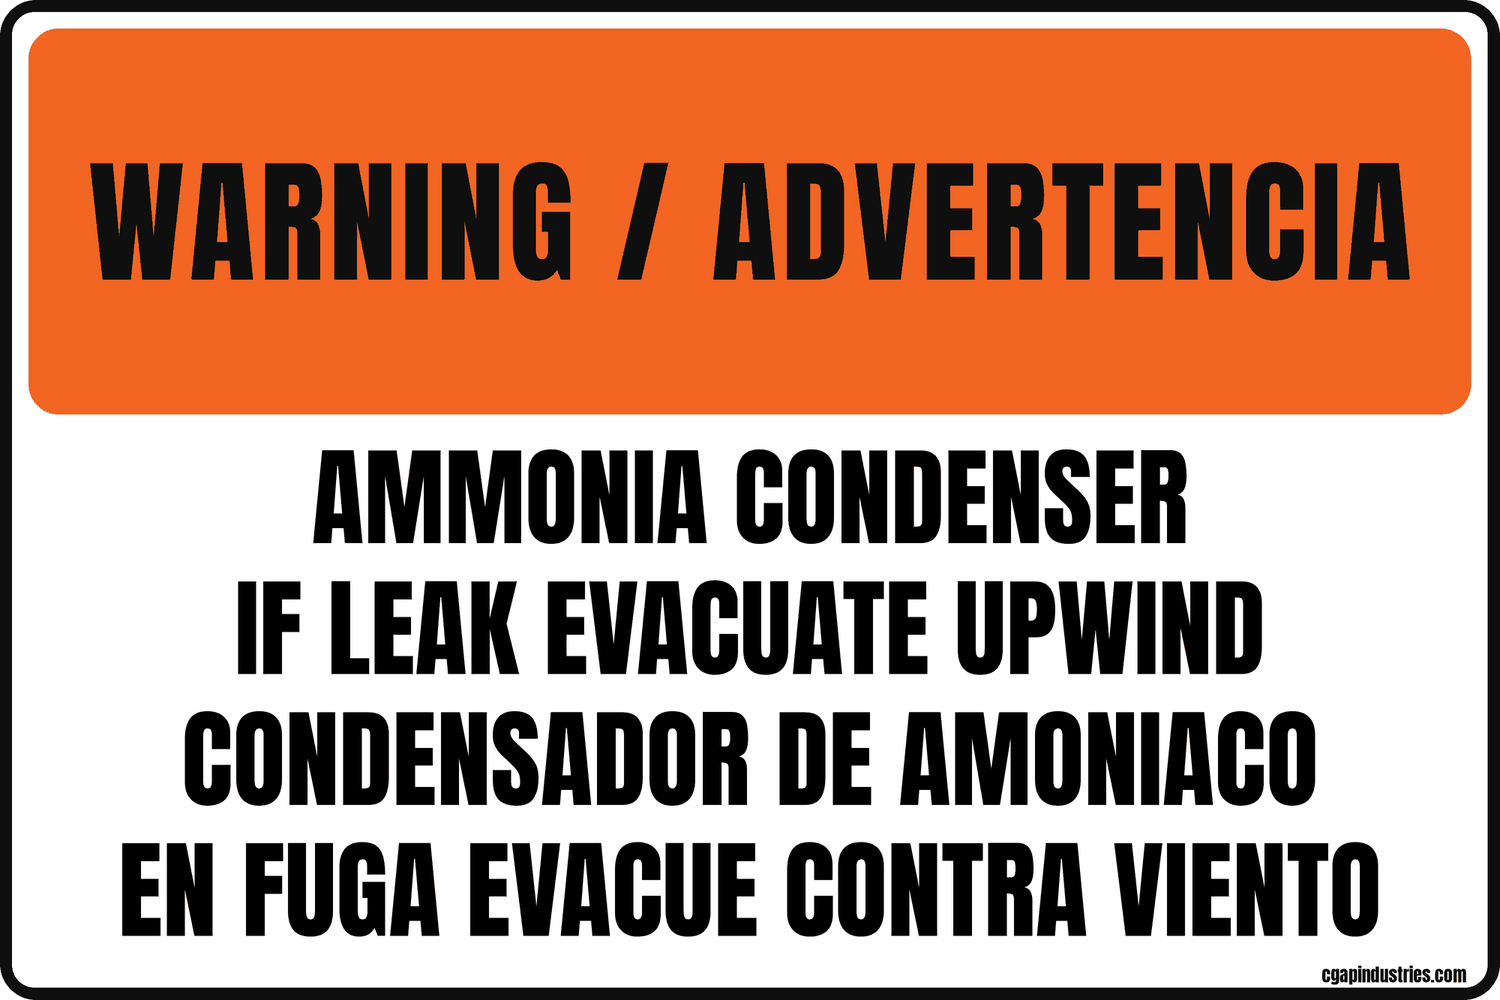 WARNING / ADVERTENCIA
AMMONIA CONDENSER
IF LEAK EVACUATE UPWIND
CONDENSADOR DE AMONIACO
EN FUGA EVACUE CONTRA VIENTO
cgapindustries.com